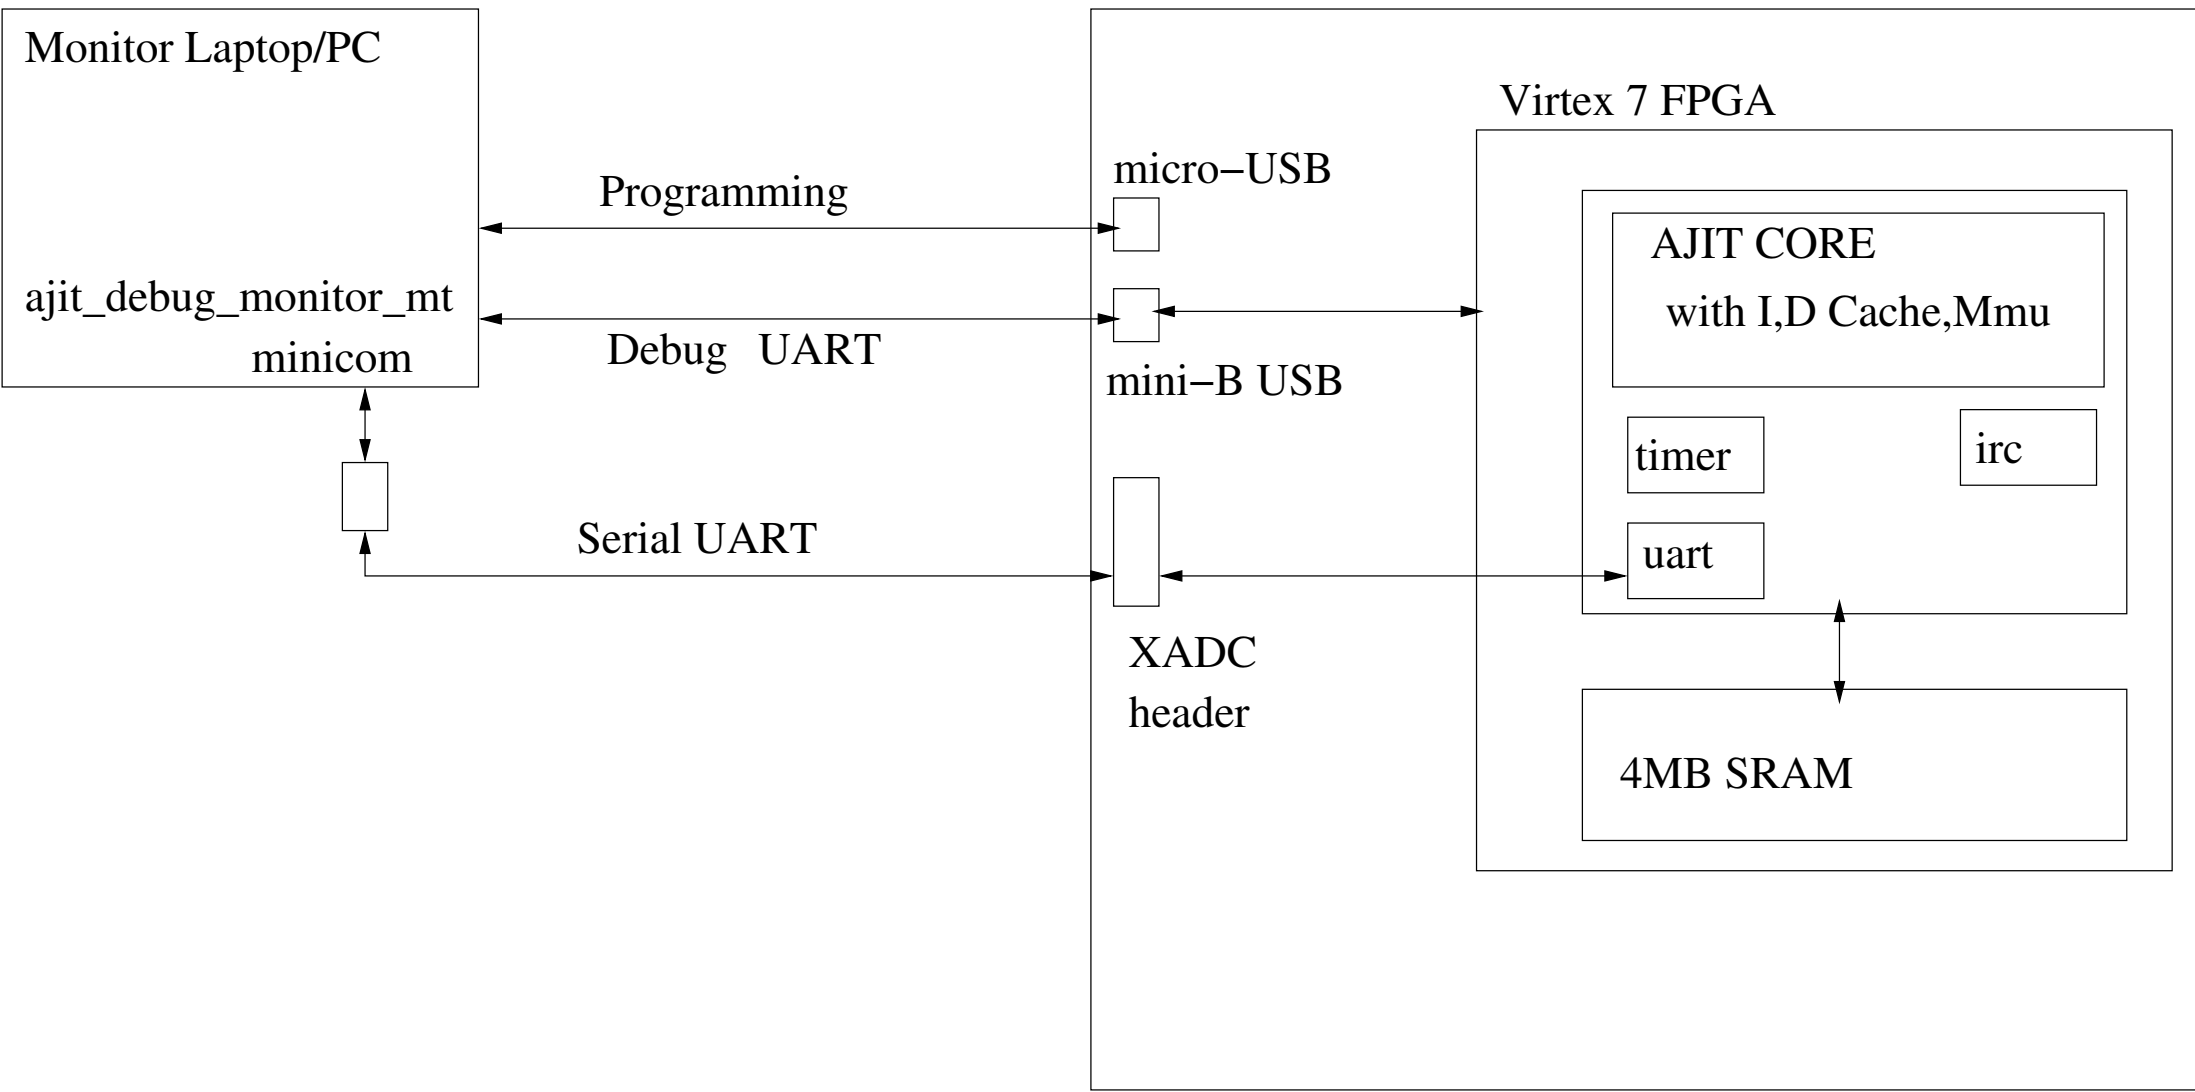 Monitor Laptop/PC
Virtex 7 FPGA
micro−USB
Programming
AJIT CORE
with I,D Cache,Mmu
ajit_debug_monitor_mt
Debug UART
minicom
mini−B USB
timer
irc
Serial UART
uart
XADC
header
4MB SRAM